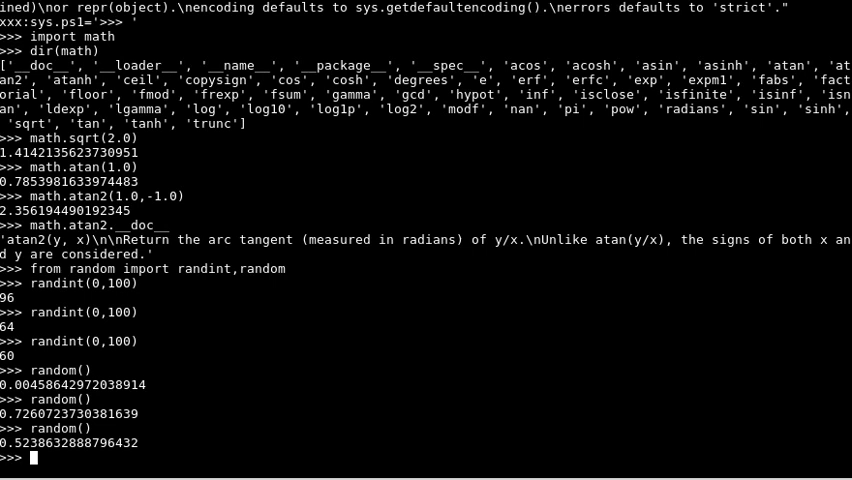 ined)\nor repr(object).\nencoding defaults to sys.getdefaultencoding().\nerrors defaults to 'strict'."
xxx:sys.ps1='>>> '
>>> import math
>>> dir(math)
['__doc__', '__loader__', '__name__', '__package__', '__spec__', 'acos', 'acosh', 'asin', 'asinh', 'atan', 'at
an2', 'atanh', 'ceil', 'copysign', 'cos', 'cosh', 'degrees', 'e', 'erf', 'erfc', 'exp', 'expm1', 'fabs', 'fact
orial', 'floor', 'fmod', 'frexp', 'fsum', 'gamma', 'gcd', 'hypot', 'inf', 'isclose', 'isfinite', 'isinf', 'isn
an', 'ldexp', 'lgamma', 'log', 'log10', 'log1p', 'log2', 'modf', 'nan', 'pi', 'pow', 'radians', 'sin', 'sinh',
 'sqrt', 'tan', 'tanh', 'trunc']
>>> math.sqrt(2.0)
1.4142135623730951
>>> math.atan(1.0)
0.7853981633974483
>>> math.atan2(1.0,-1.0)
2.356194490192345
>>> math.atan2.__doc__
'atan2(y, x)\n\nReturn the arc tangent (measured in radians) of y/x.\nUnlike atan(y/x), the signs of both x an
d y are considered.'
>>> from random import randint,random
>>> randint(0,100)
96
>>> randint(0,100)
64
>>> randint(0,100)
60
>>> random()
0.00458642972038914
>>> random()
0.7260723730381639
>>> random()
0.5238632888796432
>>>